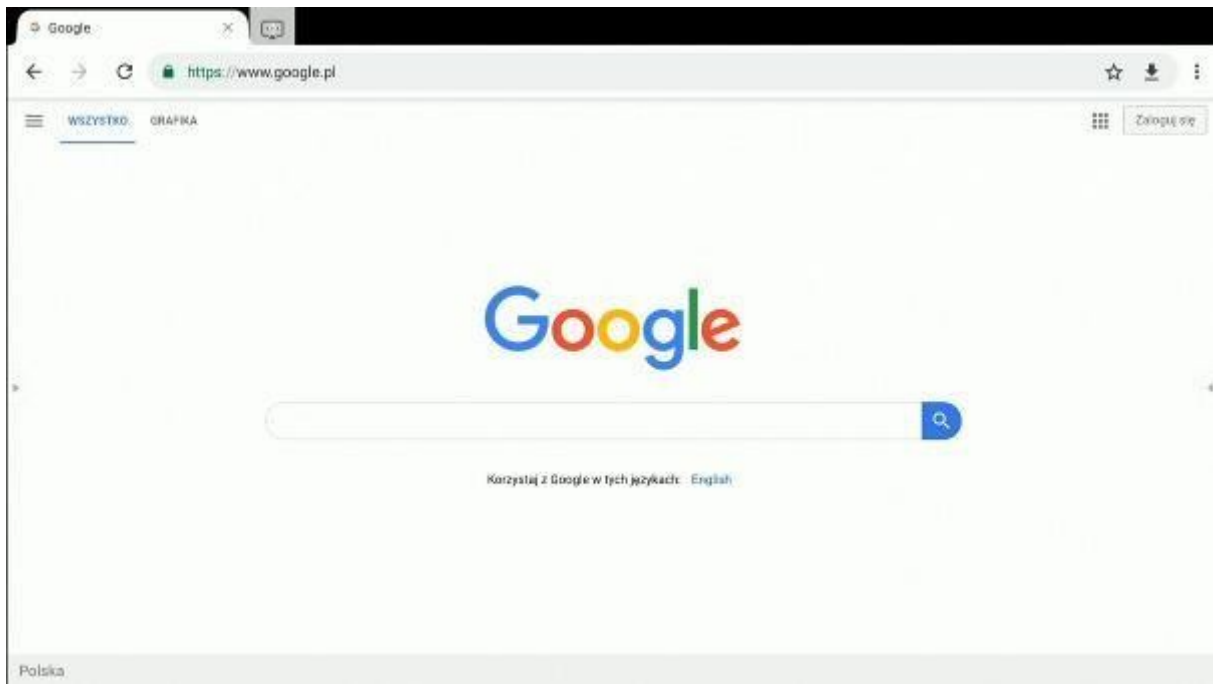 Google
https://www.google.pl
WSZYSTKO GRAFIKA
Zaloguj się
Google
Korzystaj z Google w tych językach: English
Polska